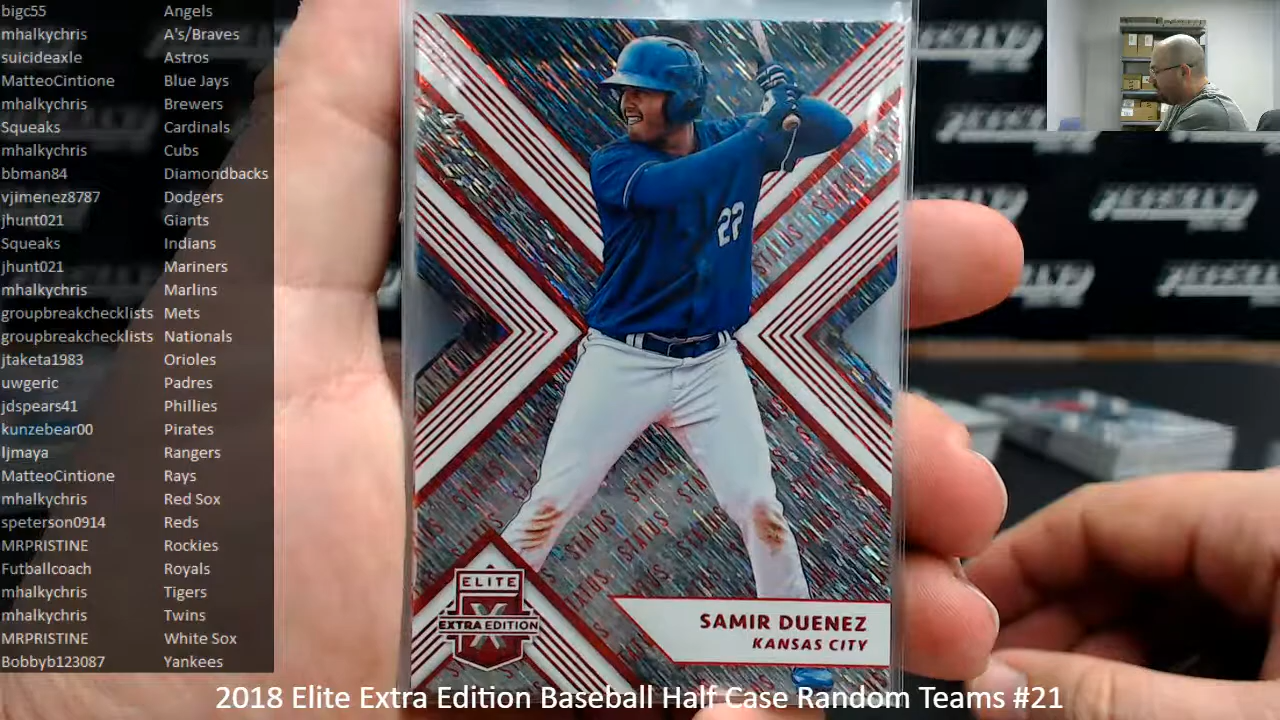 bigc55 Angels
mhalkychris A's/Braves
suicideaxle Astros
MatteoCintione Blue Jays
mhalkychris Brewers
Squeaks Cardinals
mhalkychris Cubs
bbman84 Diamondbacks
vjimenez8787 Dodgers
jhunt021 Giants
Squeaks Indians
jhunt021 Mariners
mhalkychris Marlins
groupbreakchecklists Mets
groupbreakchecklists Nationals
jtaketa1983 Orioles
uwgeric Padres
jdspears41 Phillies
kunzebear00 Pirates
ljmaya Rangers
MatteoCintione Rays
mhalkychris Red Sox
speterson0914 Reds
MRPRISTINE Rockies
Futballcoach Royals
mhalkychris Tigers
mhalkychris Twins
MRPRISTINE White Sox
Bobbyb123087 Yankees
22
STATUS
STATUS
STATUS
STATUS
STATUS
ELITE
X
EXTRA EDITION
SAMIR DUENEZ
KANSAS CITY
2018 Elite Extra Edition Baseball Half Case Random Teams #21